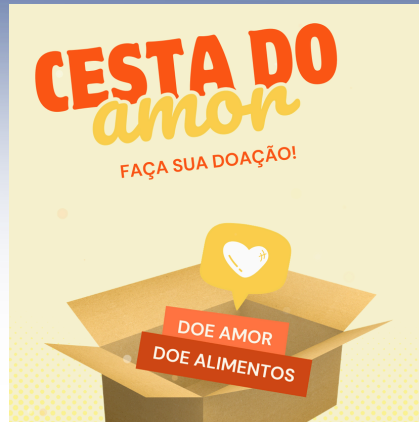 CESTA DO
amor
FAÇA SUA DOAÇÃO!
DOE AMOR
DOE ALIMENTOS